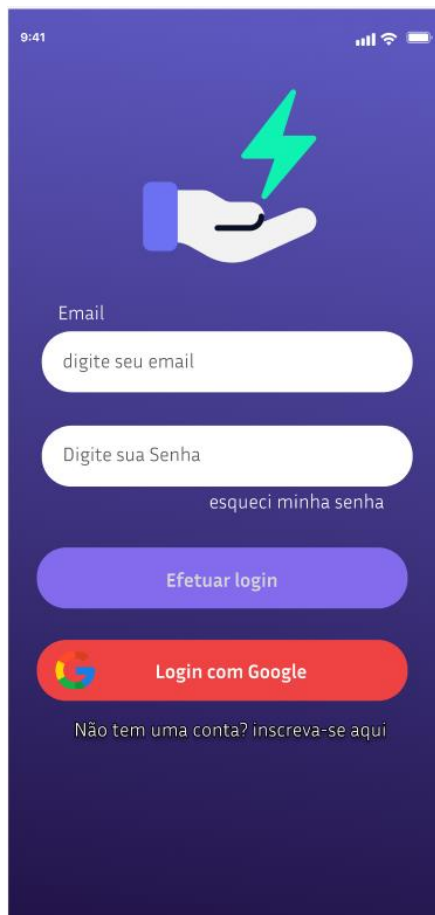 9:41
Email
digite seu email
Digite sua Senha
esqueci minha senha
Efetuar login
Login com Google
Não tem uma conta? inscreva-se aqui